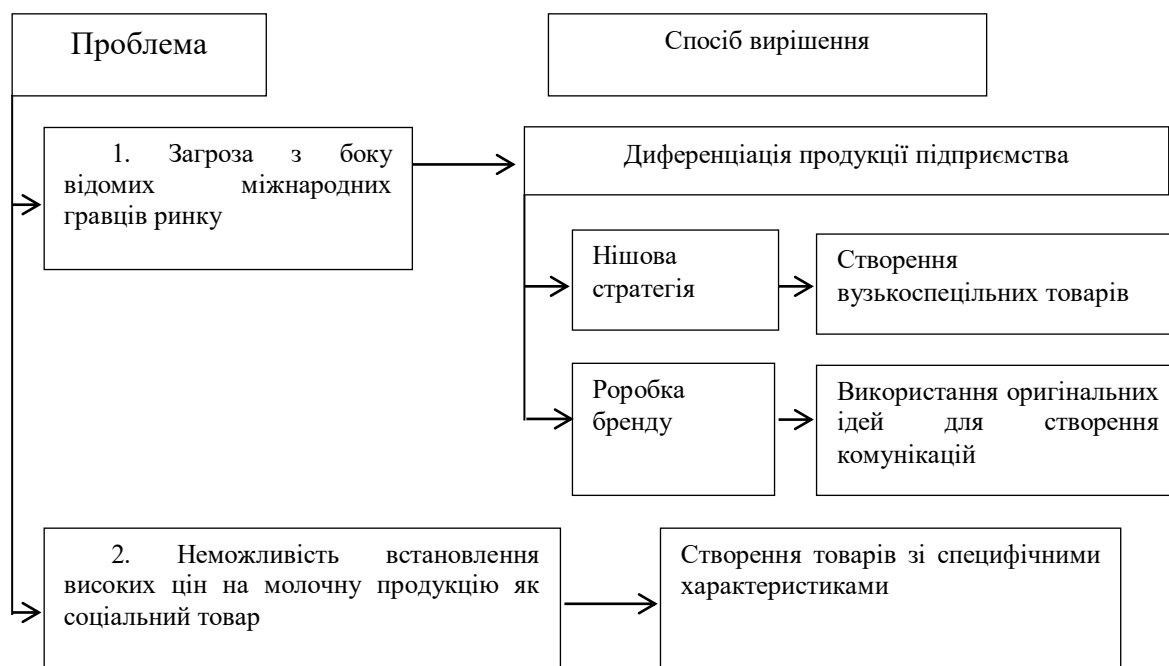 Проблема
Спосіб вирішення
1. Загроза з боку
відомих міжнародних
гравців ринку
Диференціація продукції підприємства
Нішова
стратегія
Створення
вузькоспецільних товарів
Роробка
бренду
Використання оригінальних
ідей для створення
комунікацій
2. Неможливість встановлення
високих цін на молочну продукцію як
соціальний товар
Створення товарів зі специфічними
характеристиками